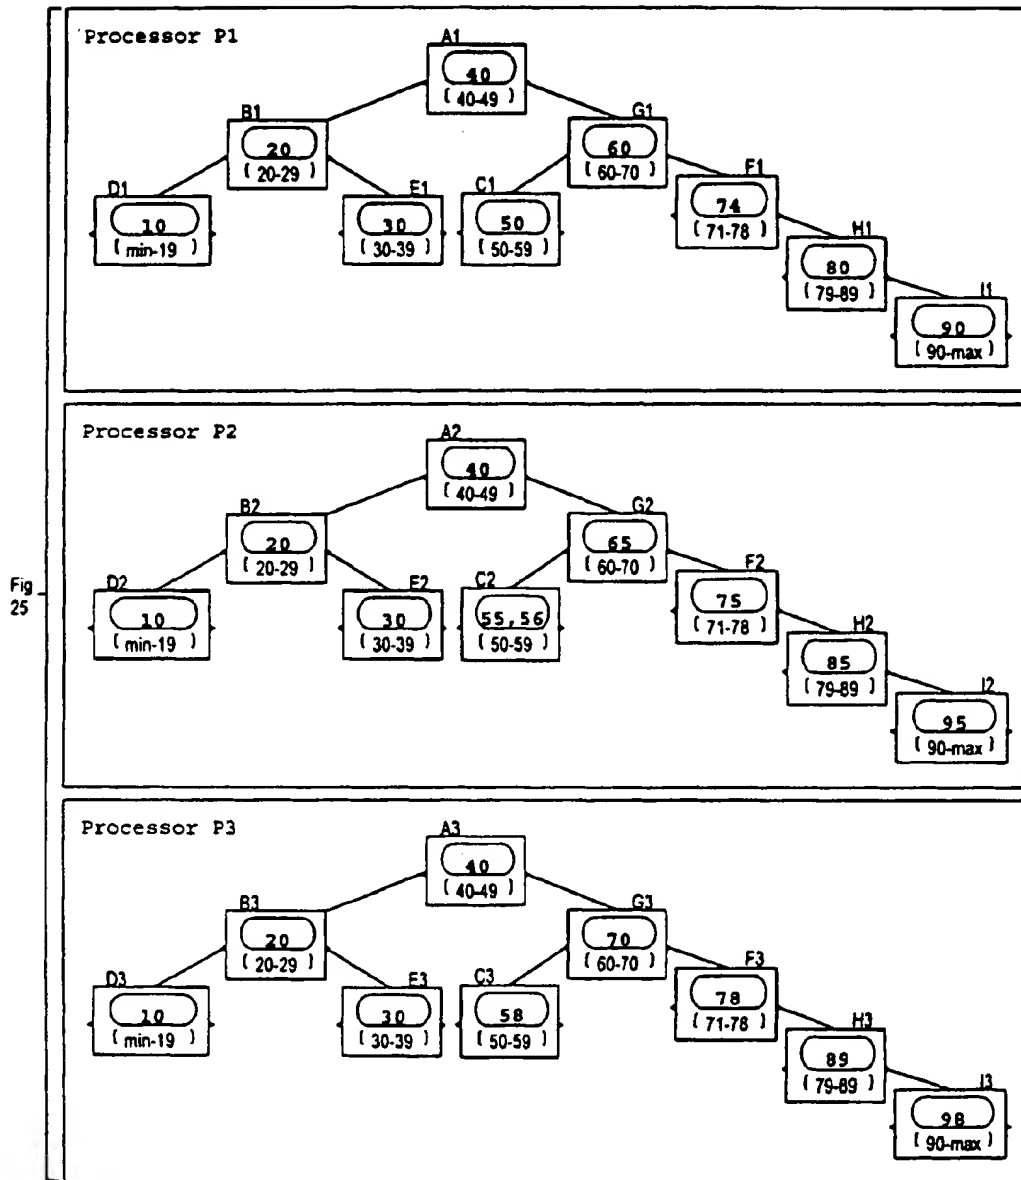 Processor P1
A1
40
( 40-49 )
B1
20
( 20-29 )
G1
60
( 60-70 )
D1
10
( min-19 )
E1
30
( 30-39 )
C1
50
( 50-59 )
F1
74
( 71-78 )
H1
80
( 79-89 )
I1
90
( 90-max )
Processor P2
A2
40
( 40-49 )
B2
20
( 20-29 )
G2
65
( 60-70 )
Fig
25
D2
10
( min-19 )
E2
30
( 30-39 )
C2
55,56
( 50-59 )
F2
75
( 71-78 )
H2
85
( 79-89 )
I2
95
( 90-max )
Processor P3
A3
40
( 40-49 )
B3
20
( 20-29 )
G3
70
( 60-70 )
D3
10
( min-19 )
E3
30
( 30-39 )
C3
58
( 50-59 )
F3
78
( 71-78 )
H3
89
( 79-89 )
I3
98
( 90-max )